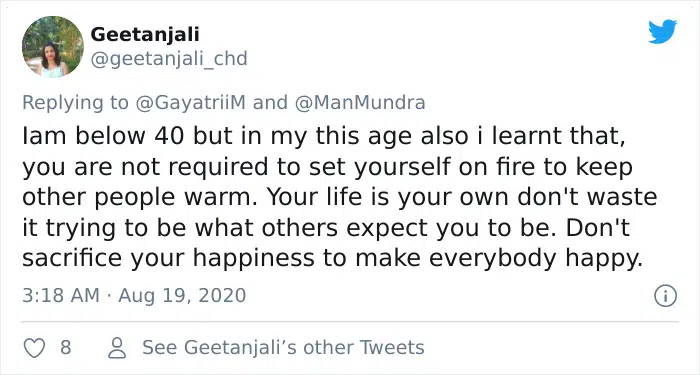 Geetanjali
@geetanjali_chd
Replying to @GayatriiM and @ManMundra
Iam below 40 but in my this age also i learnt that,
you are not required to set yourself on fire to keep
other people warm. Your life is your own don't waste
it trying to be what others expect you to be. Don't
sacrifice your happiness to make everybody happy.
3:18 AM · Aug 19, 2020
8 See Geetanjali’s other Tweets